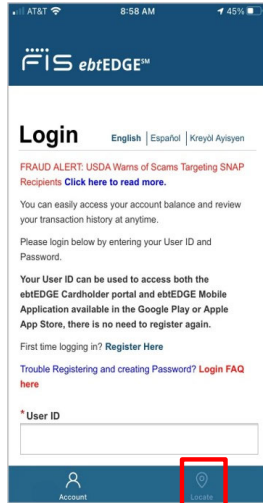 AT&T 8:58 AM 45%
FIS ebtEDGE℠
Login English | Español | Kreyòl Ayisyen
FRAUD ALERT: USDA Warns of Scams Targeting SNAP
Recipients Click here to read more.
You can easily access your account balance and review
your transaction history at anytime.
Please login below by entering your User ID and
Password.
Your User ID can be used to access both the
ebtEDGE Cardholder portal and ebtEDGE Mobile
Application available in the Google Play or Apple
App Store, there is no need to register again.
First time logging in? Register Here
Trouble Registering and creating Password? Login FAQ
here
*User ID
Account Locate